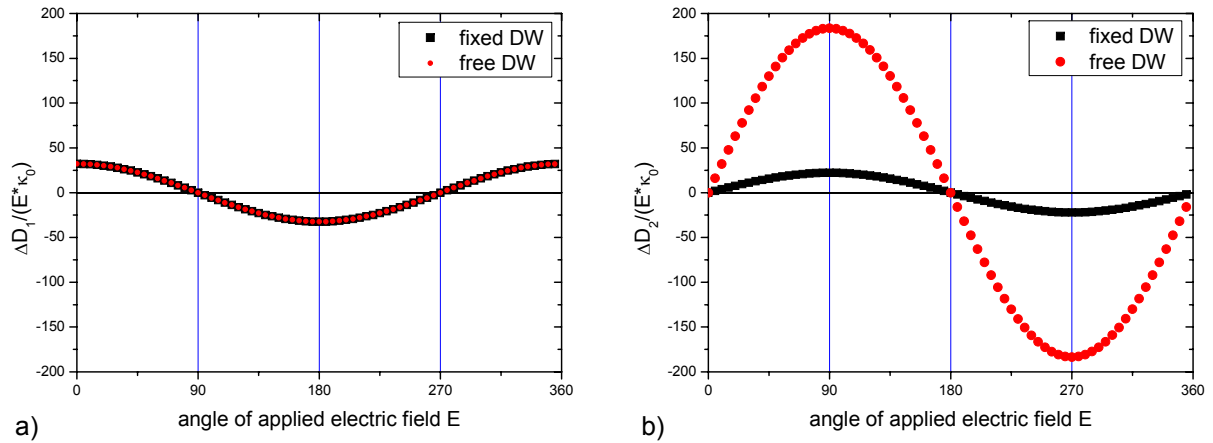 200
150
100
50
0
-50
-100
-150
-200
0
90
180
270
360
ΔD₁/(E*κ₀)
angle of applied electric field E
fixed DW
free DW
a)
200
150
100
50
0
-50
-100
-150
-200
0
90
180
270
360
ΔD₂/(E*κ₀)
angle of applied electric field E
fixed DW
free DW
b)